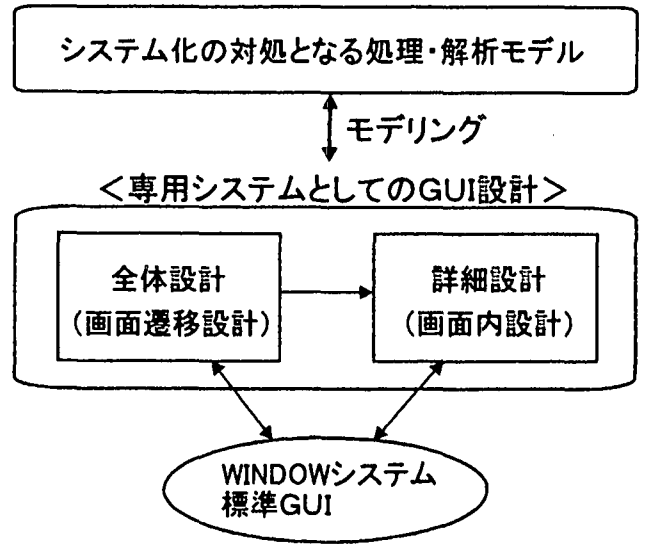 システム化の対処となる処理・解析モデル
モデリング
＜専用システムとしてのGUI設計＞
全体設計
（画面遷移設計）
詳細設計
（画面内設計）
WINDOWシステム
標準GUI